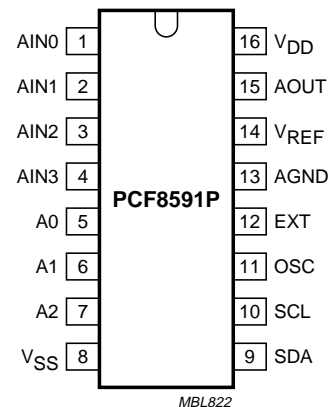 AIN0 1 16 VDD
AIN1 2 15 AOUT
AIN2 3 14 VREF
AIN3 4 13 AGND
PCF8591P
A0 5 12 EXT
A1 6 11 OSC
A2 7 10 SCL
VSS 8 9 SDA
MBL822